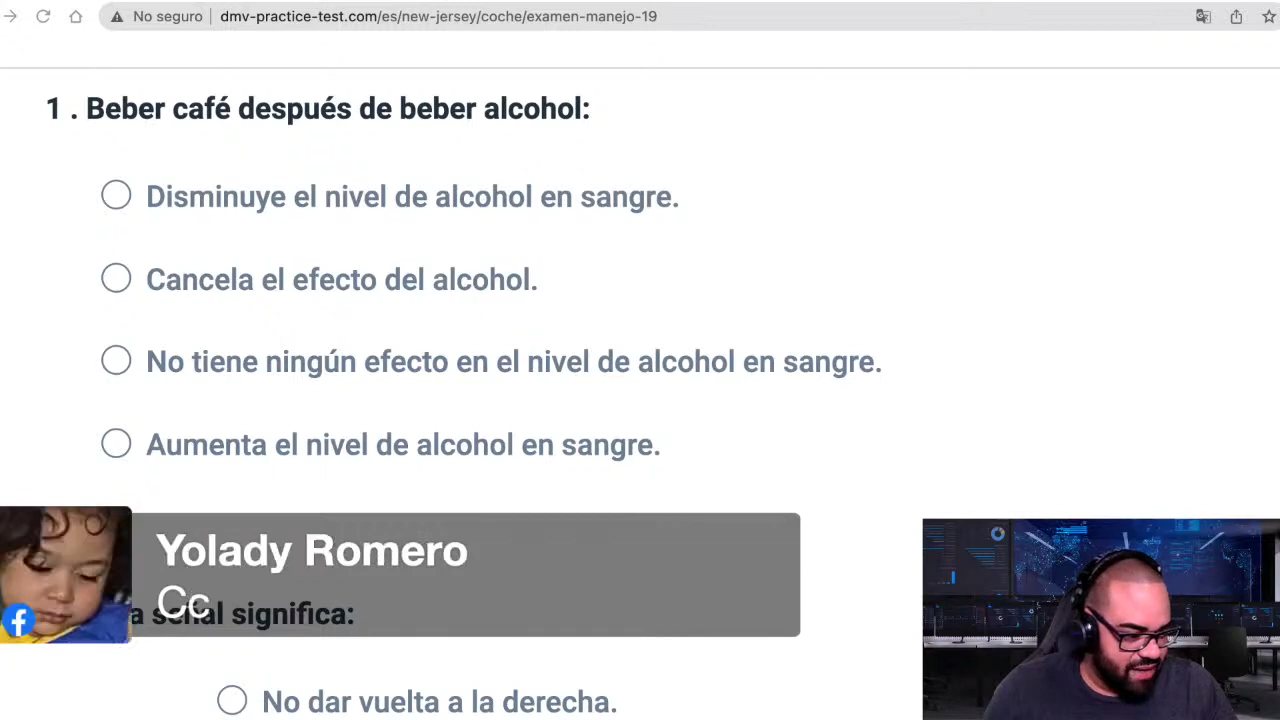 No seguro
dmv-practice-test.com/es/new-jersey/coche/examen-manejo-19
1 . Beber café después de beber alcohol:
Disminuye el nivel de alcohol en sangre.
Cancela el efecto del alcohol.
No tiene ningún efecto en el nivel de alcohol en sangre.
Aumenta el nivel de alcohol en sangre.
Yolady Romero
Cc
a señal significa:
No dar vuelta a la derecha.